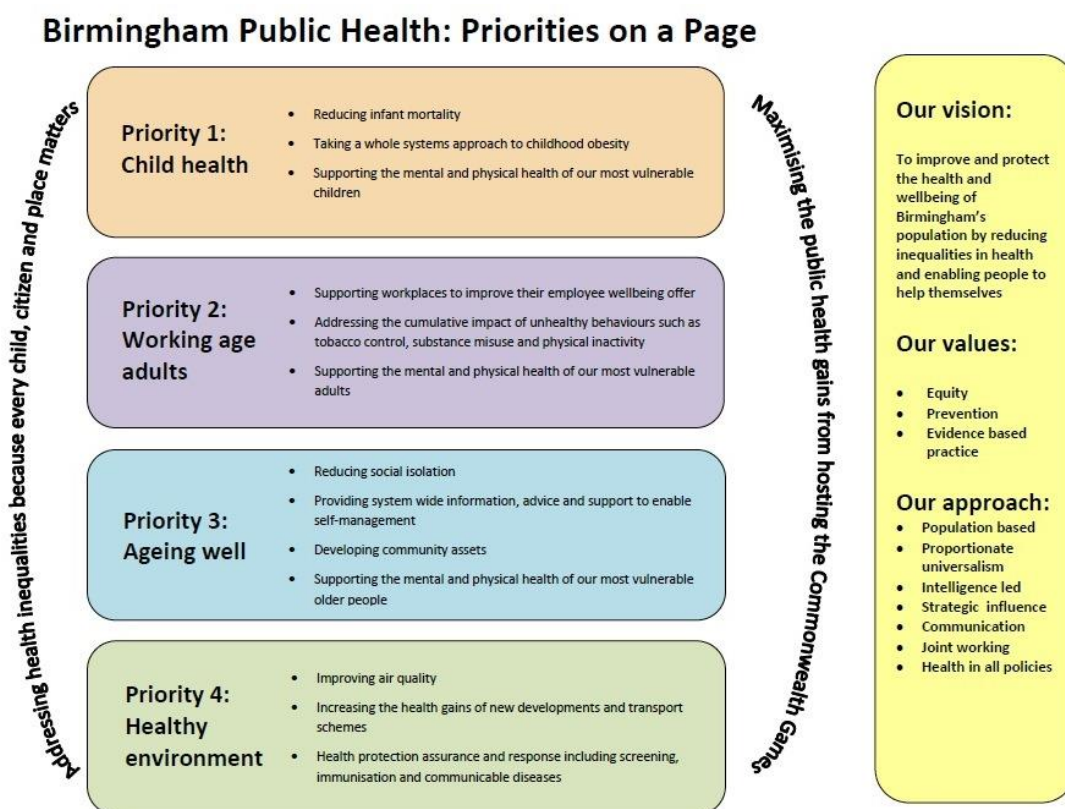 Birmingham Public Health: Priorities on a Page
Addressing health inequalities because every child, citizen and place matters
Priority 1:
Child health
• Reducing infant mortality
• Taking a whole systems approach to childhood obesity
• Supporting the mental and physical health of our most vulnerable
children
Priority 2:
Working age
adults
• Supporting workplaces to improve their employee wellbeing offer
• Addressing the cumulative impact of unhealthy behaviours such as
tobacco control, substance misuse and physical inactivity
• Supporting the mental and physical health of our most vulnerable
adults
Priority 3:
Ageing well
• Reducing social isolation
• Providing system wide information, advice and support to enable
self-management
• Developing community assets
• Supporting the mental and physical health of our most vulnerable
older people
Priority 4:
Healthy
environment
• Improving air quality
• Increasing the health gains of new developments and transport
schemes
• Health protection assurance and response including screening,
immunisation and communicable diseases
Maximising the public health gains from hosting the Commonwealth Games
Our vision:
To improve and protect
the health and
wellbeing of
Birmingham's
population by reducing
inequalities in health
and enabling people to
help themselves
Our values:
• Equity
• Prevention
• Evidence based
practice
Our approach:
• Population based
• Proportionate
universalism
• Intelligence led
• Strategic influence
• Communication
• Joint working
• Health in all policies